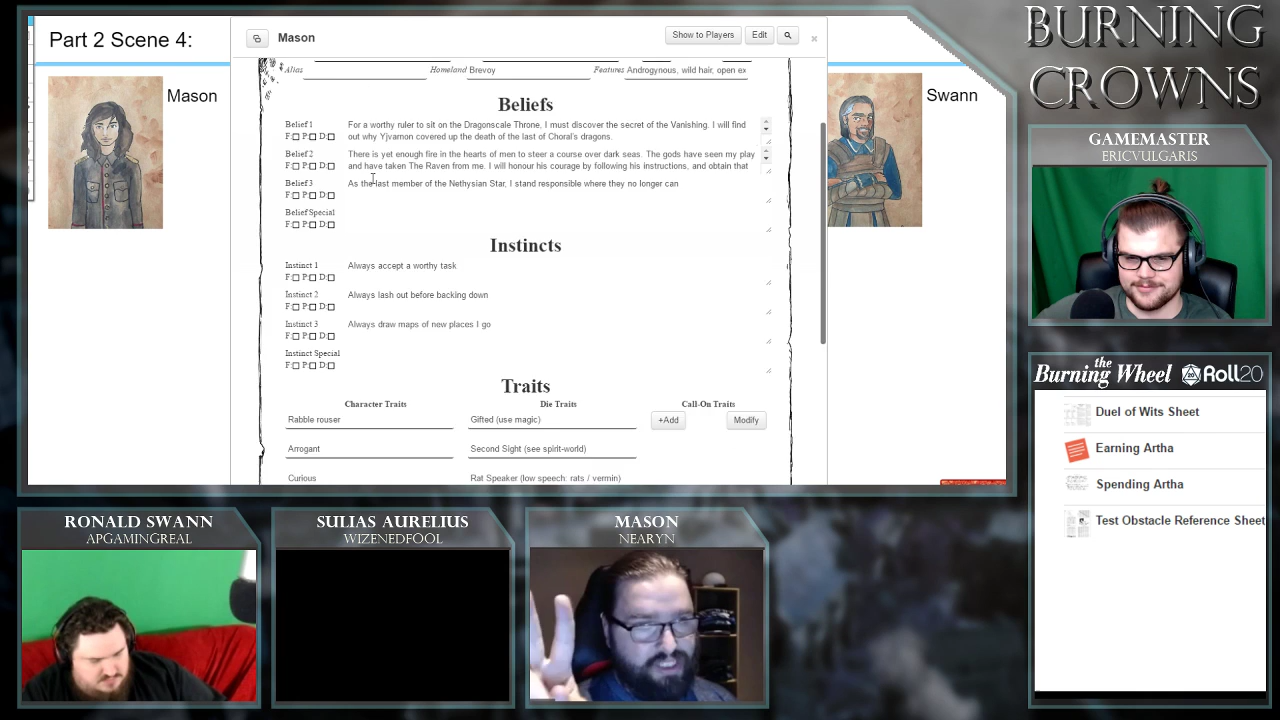 Part 2 Scene 4:
Mason
Swann
Mason
Show to Players
Edit
Alias
Homeland Brevoy
Features Androgynous, wild hair, open ex
Beliefs
Belief 1
F: P: D:
For a worthy ruler to sit on the Dragonscale Throne, I must discover the secret of the Vanishing. I will find
out why Yjvarnon covered up the death of the last of Choral's dragons.
Belief 2
F: P: D:
There is yet enough fire in the hearts of men to steer a course over dark seas. The gods have seen my play
and have taken The Raven from me. I will honour his courage by following his instructions, and obtain that
Belief 3
F: P: D:
As the last member of the Nethysian Star, I stand responsible where they no longer can
Belief Special
F: P: D:
Instincts
Instinct 1
F: P: D:
Always accept a worthy task
Instinct 2
F: P: D:
Always lash out before backing down
Instinct 3
F: P: D:
Always draw maps of new places I go
Instinct Special
F: P: D:
Traits
Character Traits
Die Traits
Call-On Traits
Rabble rouser
Gifted (use magic)
+Add
Modify
Arrogant
Second Sight (see spirit-world)
Curious
Rat Speaker (low speech: rats / vermin)
BURNING
CROWNS
GAMEMASTER
ERICVULGARIS
the
Burning Wheel
Roll20
Duel of Wits Sheet
Earning Artha
Spending Artha
Test Obstacle Reference Sheet
RONALD SWANN
APGAMINGREAL
SULIAS AURELIUS
WIZENEDFOOL
MASON
NEARYN